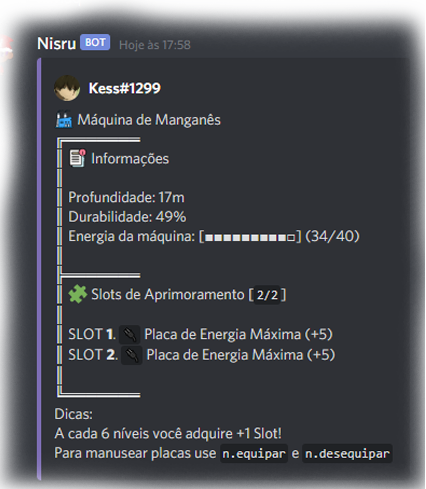 Nisru BOT Hoje às 17:58
Kess#1299
Máquina de Manganês
Informações
Profundidade: 17m
Durabilidade: 49%
Energia da máquina: [▪▪▪▪▪▪▪▪▪▫] (34/40)
Slots de Aprimoramento [2/2]
SLOT 1. Placa de Energia Máxima (+5)
SLOT 2. Placa de Energia Máxima (+5)
Dicas:
A cada 6 níveis você adquire +1 Slot!
Para manusear placas use n.equipar e n.desequipar